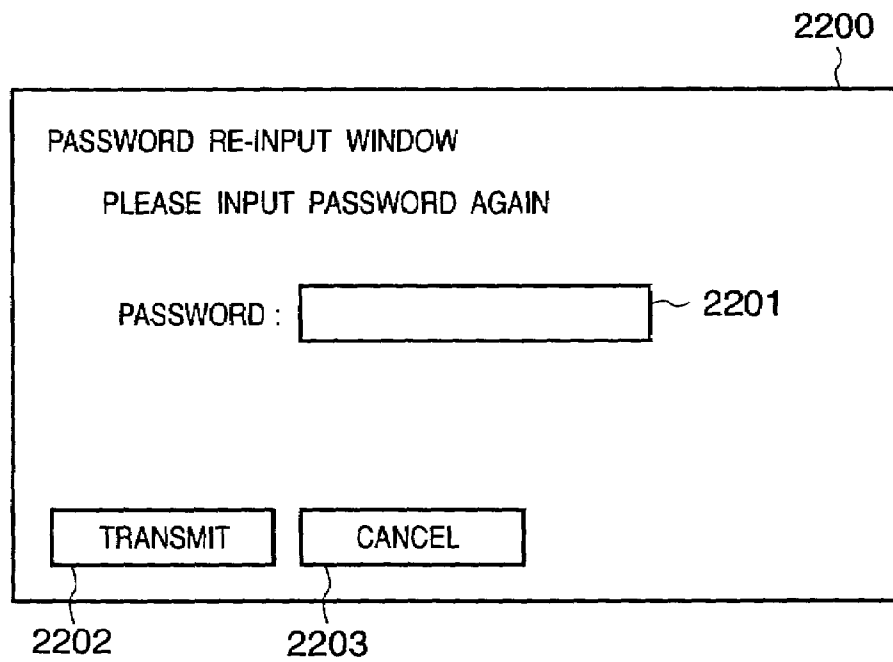 2200
PASSWORD RE-INPUT WINDOW
PLEASE INPUT PASSWORD AGAIN
PASSWORD :
2201
TRANSMIT
CANCEL
2202
2203